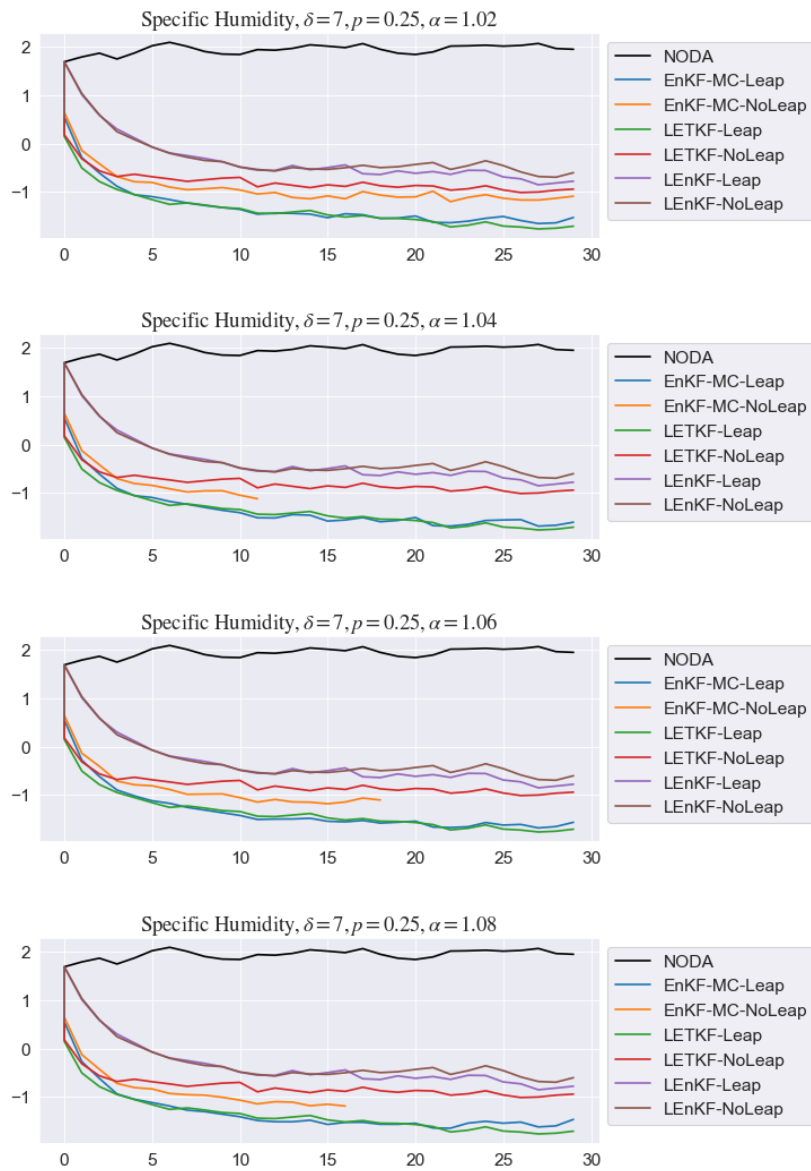 Specific Humidity, δ = 7, p = 0.25, α = 1.02
2
1
0
−1
0 5 10 15 20 25 30
NODA
EnKF-MC-Leap
EnKF-MC-NoLeap
LETKF-Leap
LETKF-NoLeap
LEnKF-Leap
LEnKF-NoLeap
Specific Humidity, δ = 7, p = 0.25, α = 1.04
2
1
0
−1
0 5 10 15 20 25 30
NODA
EnKF-MC-Leap
EnKF-MC-NoLeap
LETKF-Leap
LETKF-NoLeap
LEnKF-Leap
LEnKF-NoLeap
Specific Humidity, δ = 7, p = 0.25, α = 1.06
2
1
0
−1
0 5 10 15 20 25 30
NODA
EnKF-MC-Leap
EnKF-MC-NoLeap
LETKF-Leap
LETKF-NoLeap
LEnKF-Leap
LEnKF-NoLeap
Specific Humidity, δ = 7, p = 0.25, α = 1.08
2
1
0
−1
0 5 10 15 20 25 30
NODA
EnKF-MC-Leap
EnKF-MC-NoLeap
LETKF-Leap
LETKF-NoLeap
LEnKF-Leap
LEnKF-NoLeap